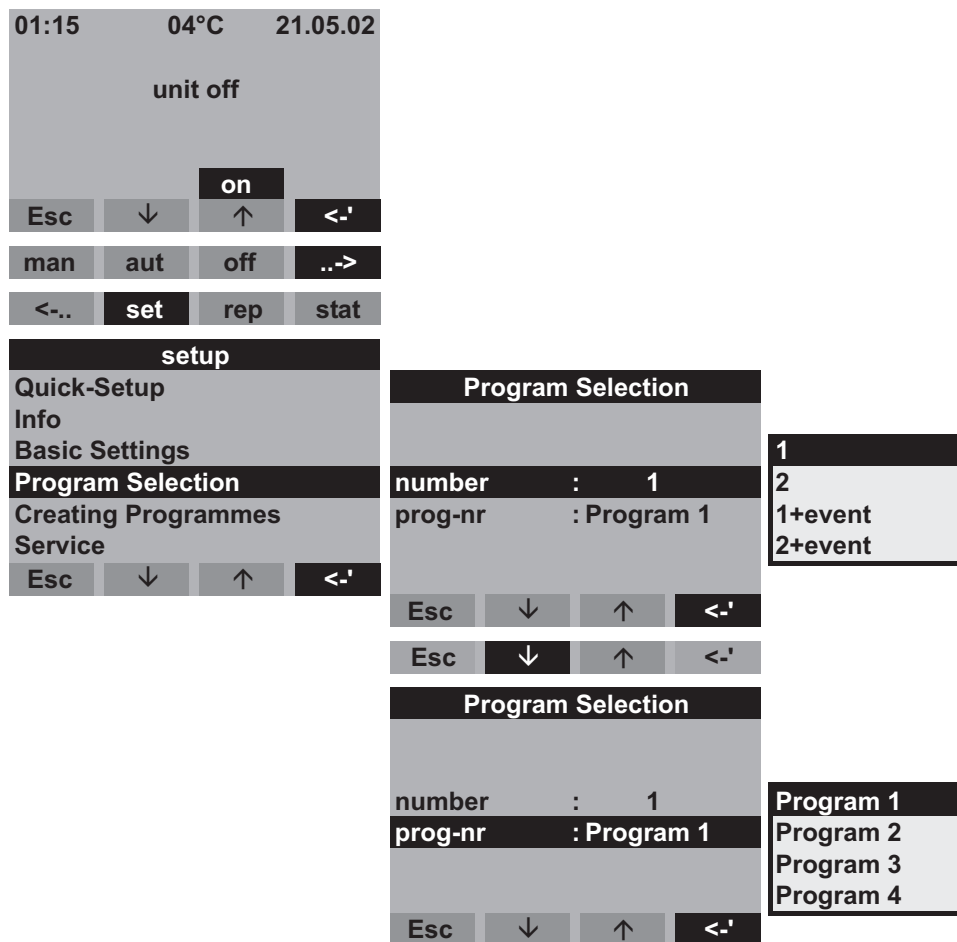 01:15 04°C 21.05.02
unit off
on
Esc ↓ ↑ <-'
man aut off ..->
<-.. set rep stat
setup
Quick-Setup
Info
Basic Settings
Program Selection
Creating Programmes
Service
Esc ↓ ↑ <-'
Program Selection
number : 1
prog-nr : Program 1
Esc ↓ ↑ <-'
1
2
1+event
2+event
Esc ↓ ↑ <-'
Program Selection
number : 1
prog-nr : Program 1
Esc ↓ ↑ <-'
Program 1
Program 2
Program 3
Program 4